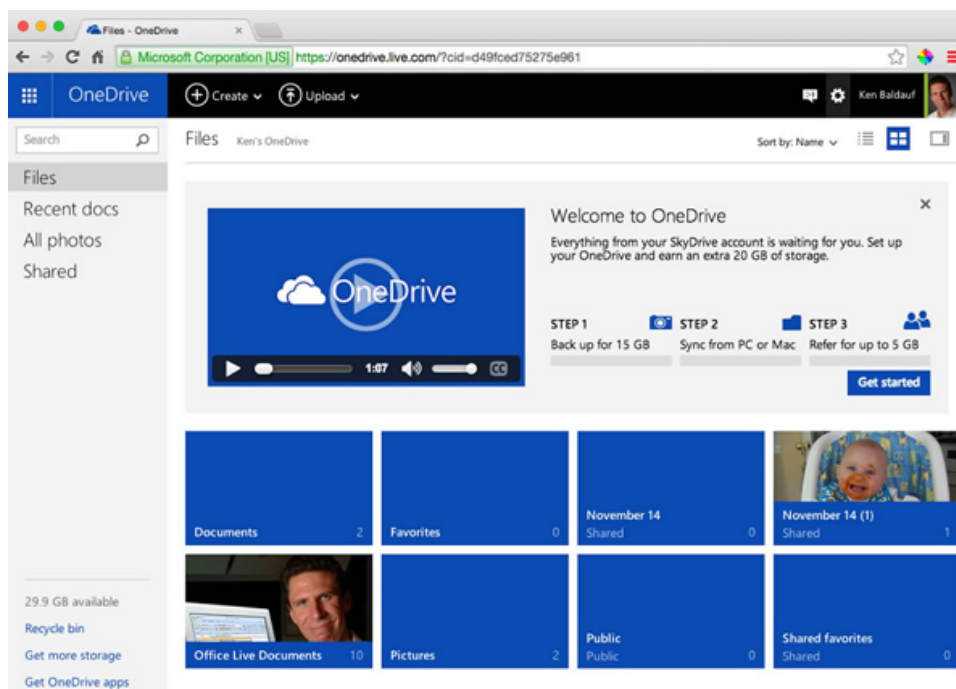 Files - OneDrive
Microsoft Corporation [US] https://onedrive.live.com/?cid=d49fced75275e961
OneDrive
Create
Upload
Ken Baldauf
Search
Files
Recent docs
All photos
Shared
29.9 GB available
Recycle bin
Get more storage
Get OneDrive apps
Files Ken's OneDrive
Sort by: Name
OneDrive
1:07
CC
Welcome to OneDrive
Everything from your SkyDrive account is waiting for you. Set up
your OneDrive and earn an extra 20 GB of storage.
STEP 1
Back up for 15 GB
STEP 2
Sync from PC or Mac
STEP 3
Refer for up to 5 GB
Get started
Documents 2
Favorites 0
November 14
Shared 0
November 14 (1)
Shared 1
Office Live Documents 10
Pictures 2
Public
Public 0
Shared favorites
Shared 0